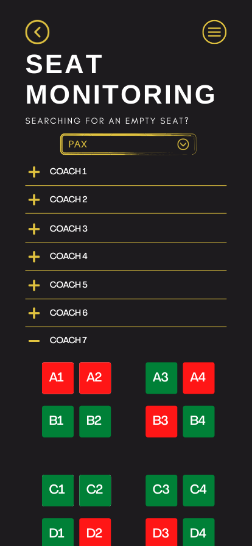 SEAT
MONITORING
SEARCHING FOR AN EMPTY SEAT?
PAX
COACH 1
COACH 2
COACH 3
COACH 4
COACH 5
COACH 6
COACH 7
A1 A2 A3 A4
B1 B2 B3 B4
C1 C2 C3 C4
D1 D2 D3 D4